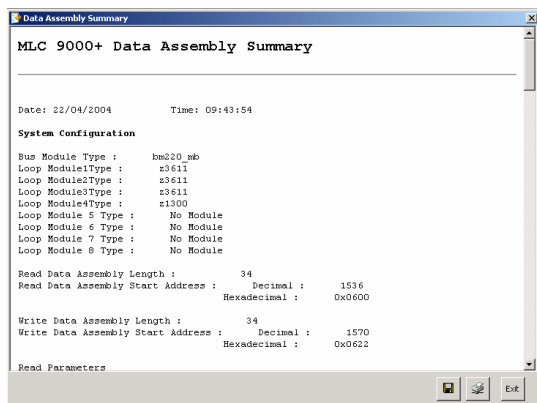 Data Assembly Summary
MLC 9000+ Data Assembly Summary
Date: 22/04/2004 Time: 09:43:54
System Configuration
Bus Module Type : bm220_mb
Loop Module1Type : z3611
Loop Module2Type : z3611
Loop Module3Type : z3611
Loop Module4Type : z1300
Loop Module 5 Type : No Module
Loop Module 6 Type : No Module
Loop Module 7 Type : No Module
Loop Module 8 Type : No Module
Read Data Assembly Length : 34
Read Data Assembly Start Address : Decimal : 1536
Hexadecimal : 0x0600
Write Data Assembly Length : 34
Write Data Assembly Start Address : Decimal : 1570
Hexadecimal : 0x0622
Read Parameters
Exit